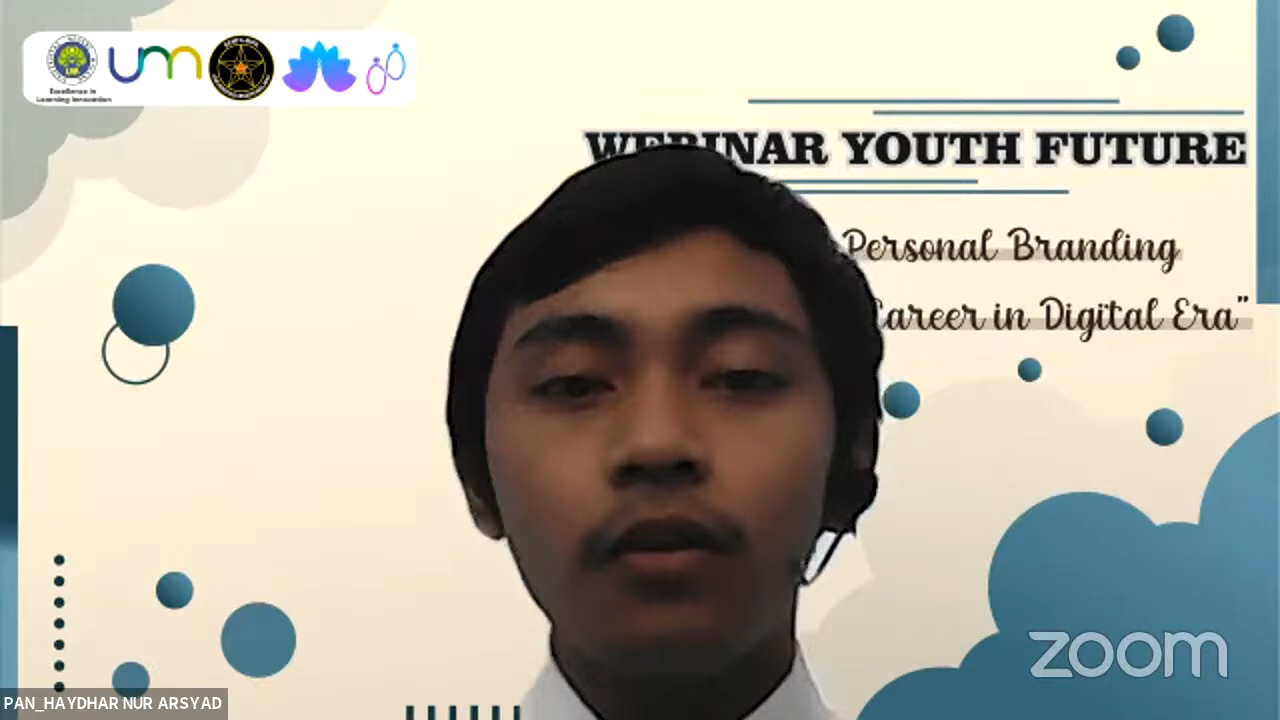 Excellence in
Learning Innovation
um
WEBINAR YOUTH FUTURE
Personal Branding
Career in Digital Era"
zoom
PAN_HAYDHAR NUR ARSYAD